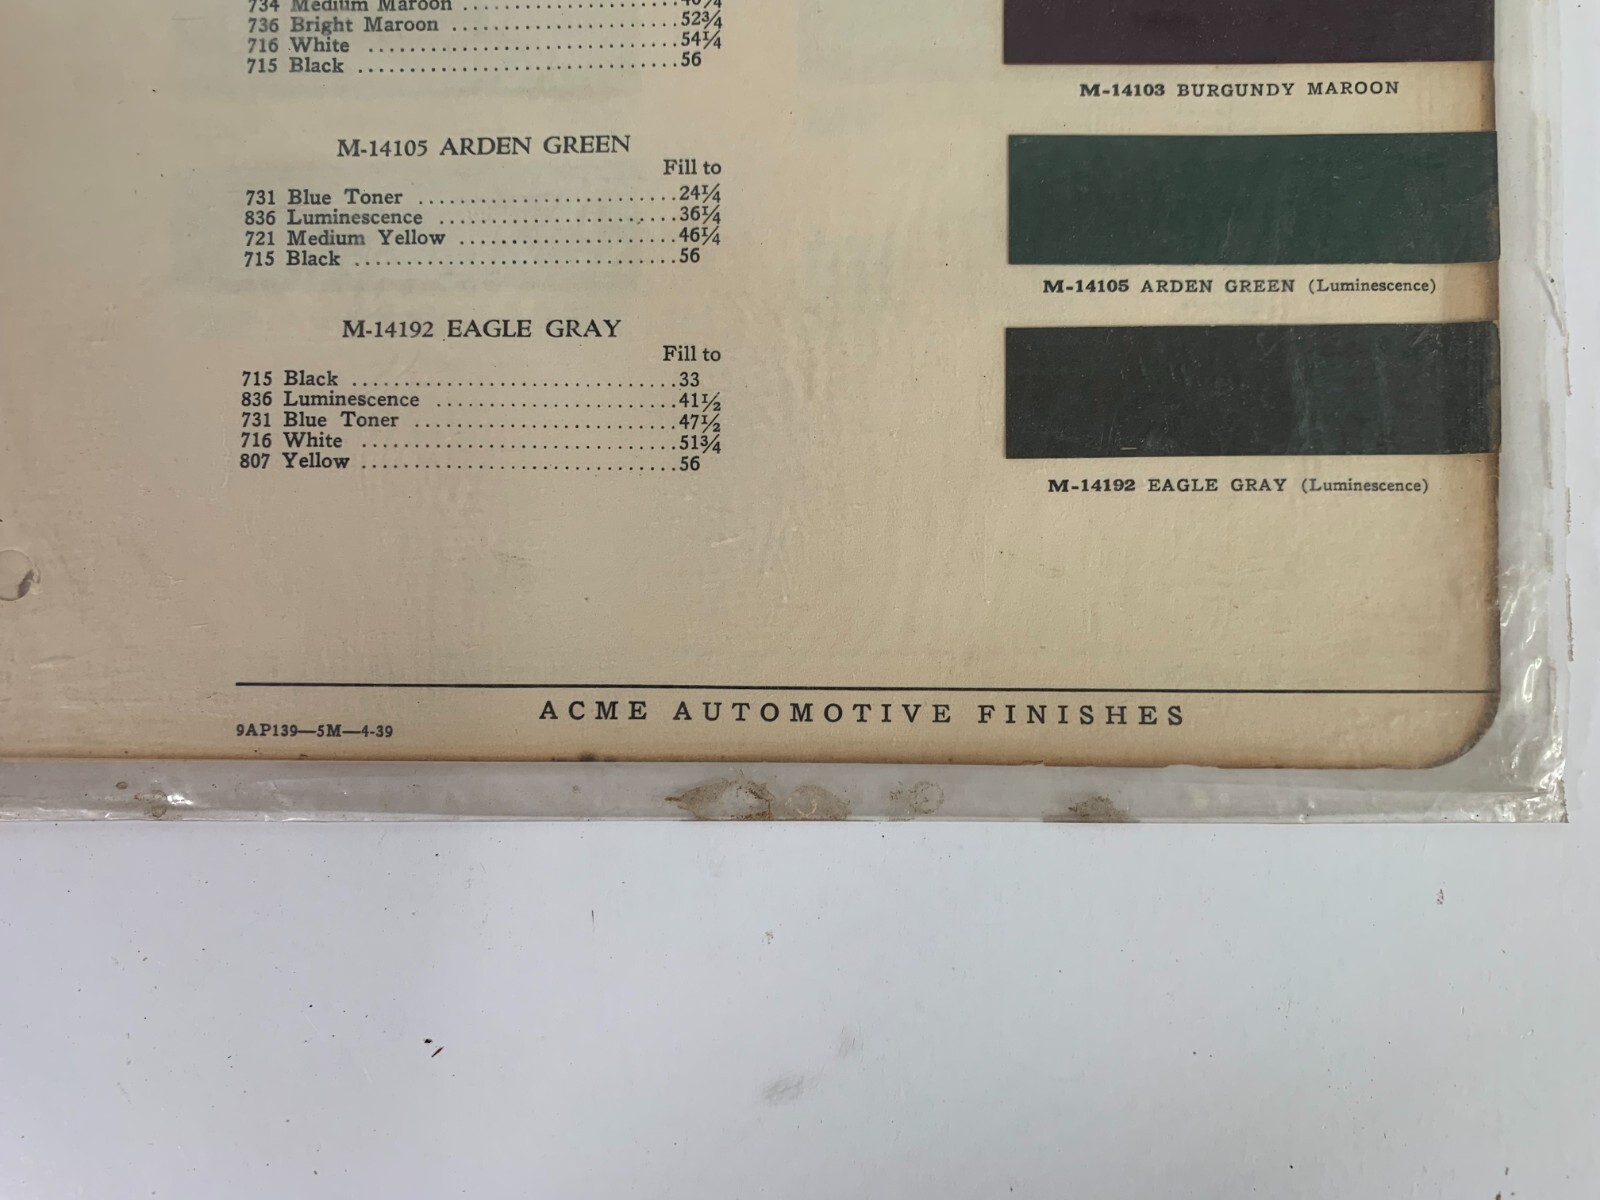 734 Medium Maroon
736 Bright Maroon ........................ 52¾
716 White ........................ 54¼
715 Black ........................ 56
M-14103 BURGUNDY MAROON
M-14105 ARDEN GREEN
Fill to
731 Blue Toner ........................ 24¼
836 Luminescence ........................ 36¼
721 Medium Yellow ........................ 46¼
715 Black ........................ 56
M-14105 ARDEN GREEN (Luminescence)
M-14192 EAGLE GRAY
Fill to
715 Black ........................ 33
836 Luminescence ........................ 41½
731 Blue Toner ........................ 47½
716 White ........................ 51¾
807 Yellow ........................ 56
M-14192 EAGLE GRAY (Luminescence)
ACME AUTOMOTIVE FINISHES
9AP139—5M—4-39